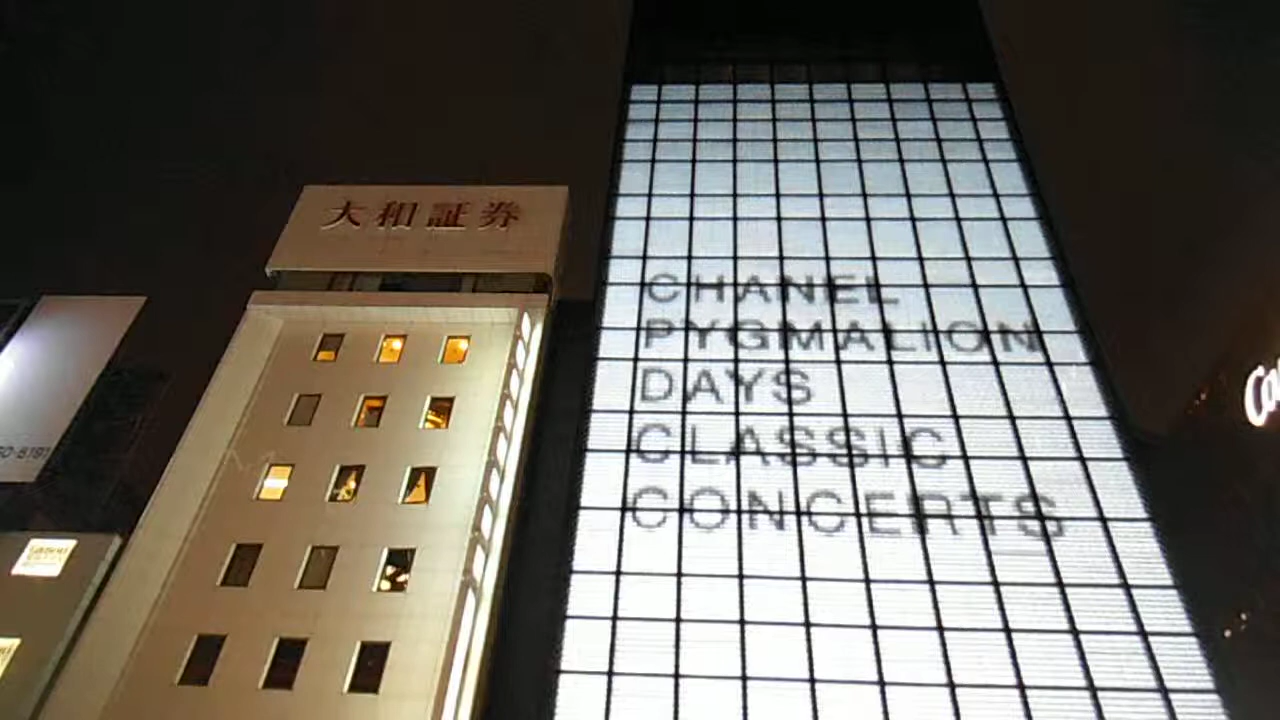 大和証券
CHANEL
PYGMALION
DAYS
CLASSIC
CONCERTS